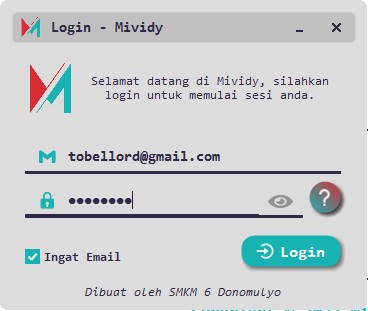 Login - Mividy
Selamat datang di Mividy, silahkan
login untuk memulai sesi anda.
tobellord@gmail.com
••••••••
?
Ingat Email
Login
Dibuat oleh SMKM 6 Donomulyo